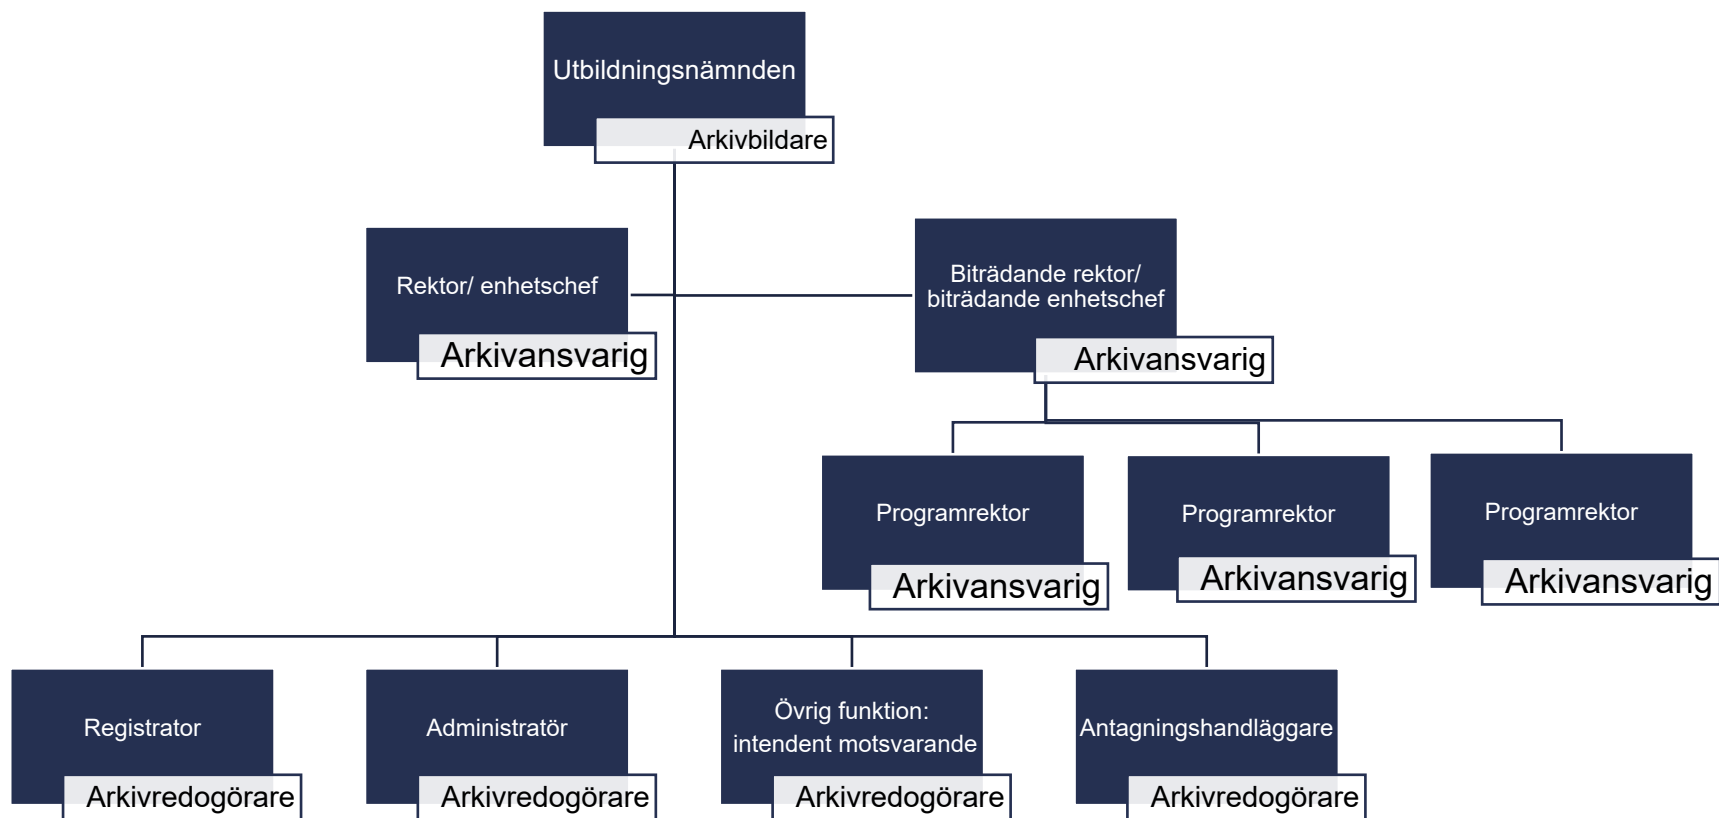 Utbildningsnämnden
Arkivbildare
Rektor/ enhetschef
Arkivansvarig
Biträdande rektor/
biträdande enhetschef
Arkivansvarig
Programrektor
Arkivansvarig
Programrektor
Arkivansvarig
Programrektor
Arkivansvarig
Registrator
Arkivredogörare
Administratör
Arkivredogörare
Övrig funktion:
intendent motsvarande
Arkivredogörare
Antagningshandläggare
Arkivredogörare